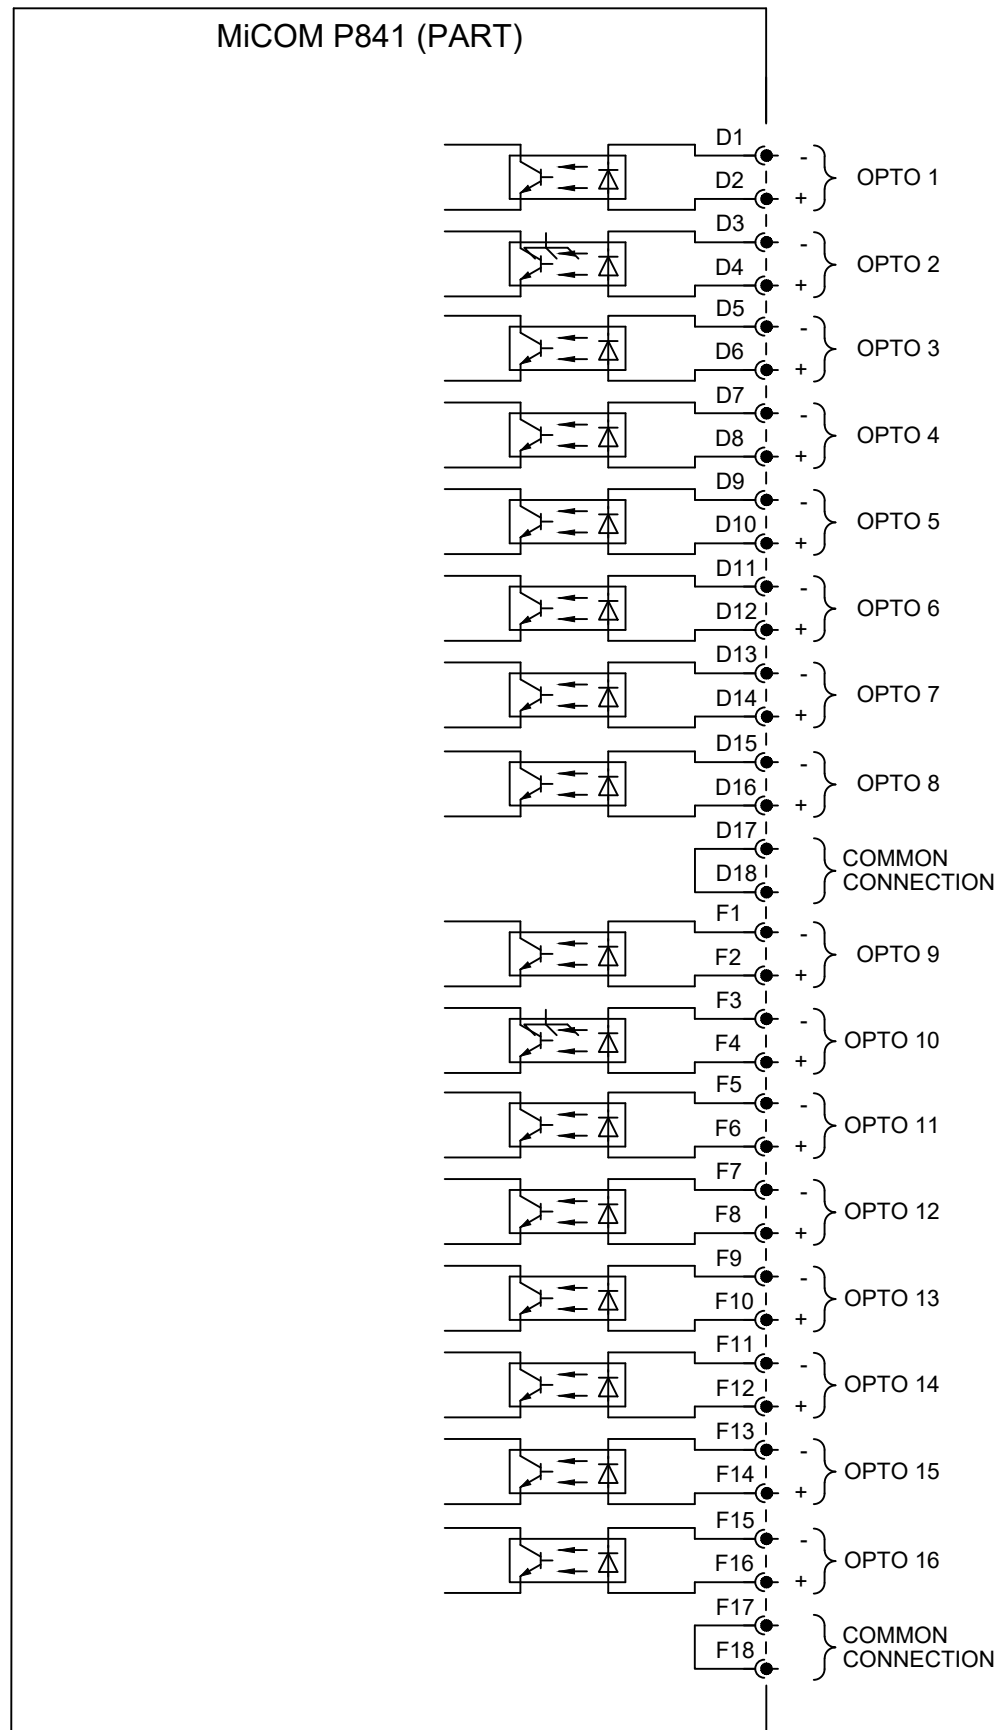 MiCOM P841 (PART)
D1
-
OPTO 1
D2
+
D3
-
OPTO 2
D4
+
D5
-
OPTO 3
D6
+
D7
-
OPTO 4
D8
+
D9
-
OPTO 5
D10
+
D11
-
OPTO 6
D12
+
D13
-
OPTO 7
D14
+
D15
-
OPTO 8
D16
+
D17
COMMON
CONNECTION
D18
F1
-
OPTO 9
F2
+
F3
-
OPTO 10
F4
+
F5
-
OPTO 11
F6
+
F7
-
OPTO 12
F8
+
F9
-
OPTO 13
F10
+
F11
-
OPTO 14
F12
+
F13
-
OPTO 15
F14
+
F15
-
OPTO 16
F16
+
F17
COMMON
CONNECTION
F18